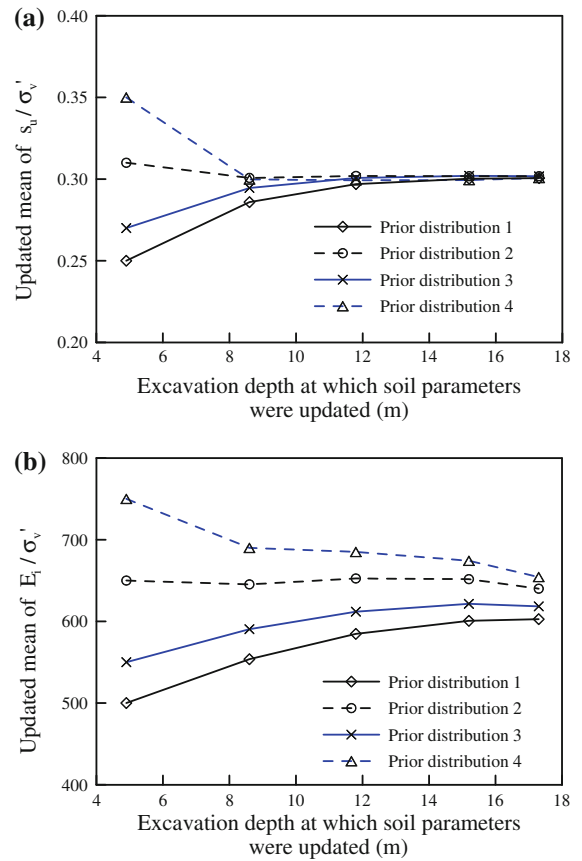 (a)
0.40
0.35
0.30
0.25
0.20
Updated mean of s_u / σ_v'
Prior distribution 1
Prior distribution 2
Prior distribution 3
Prior distribution 4
4 6 8 10 12 14 16 18
Excavation depth at which soil parameters
were updated (m)
(b)
800
700
600
500
400
Updated mean of E_i / σ_v'
Prior distribution 1
Prior distribution 2
Prior distribution 3
Prior distribution 4
4 6 8 10 12 14 16 18
Excavation depth at which soil parameters
were updated (m)